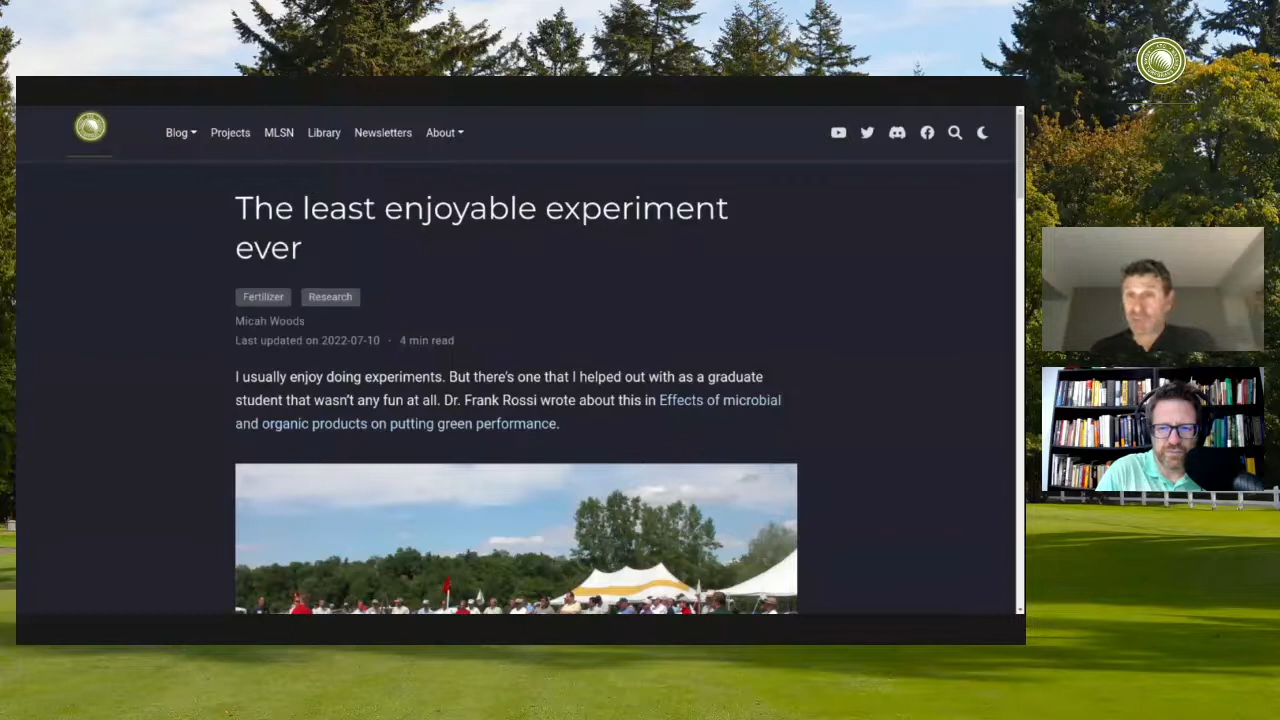 Blog Projects MLSN Library Newsletters About
The least enjoyable experiment
ever
Fertilizer Research
Micah Woods
Last updated on 2022-07-10 · 4 min read
I usually enjoy doing experiments. But there's one that I helped out with as a graduate
student that wasn't any fun at all. Dr. Frank Rossi wrote about this in Effects of microbial
and organic products on putting green performance.